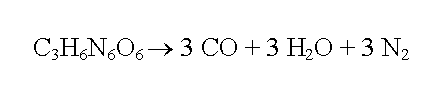 C₃H₆N₆O₆ → 3 CO + 3 H₂O + 3 N₂